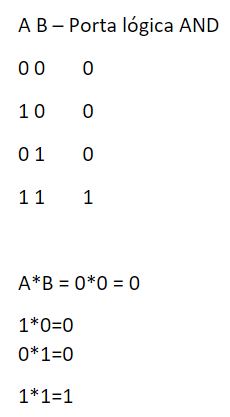 A B – Porta lógica AND
0 0 0
1 0 0
0 1 0
1 1 1
A*B = 0*0 = 0
1*0=0
0*1=0
1*1=1